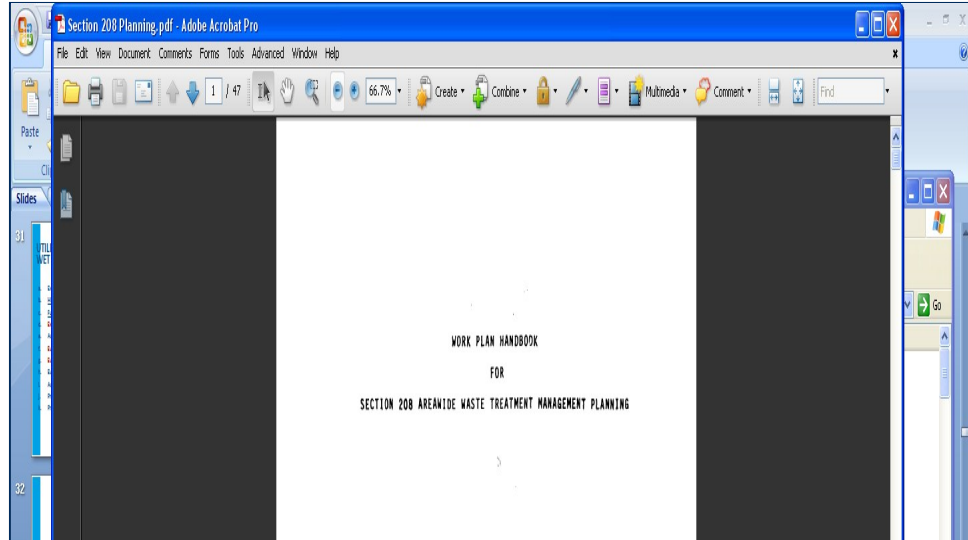 Section 208 Planning.pdf - Adobe Acrobat Pro
File Edit View Document Comments Forms Tools Advanced Window Help
1 / 47 66.7% Create Combine Multimedia Comment Find
Paste
Slides
31
32
Go
WORK PLAN HANDBOOK
FOR
SECTION 208 AREAWIDE WASTE TREATMENT MANAGEMENT PLANNING